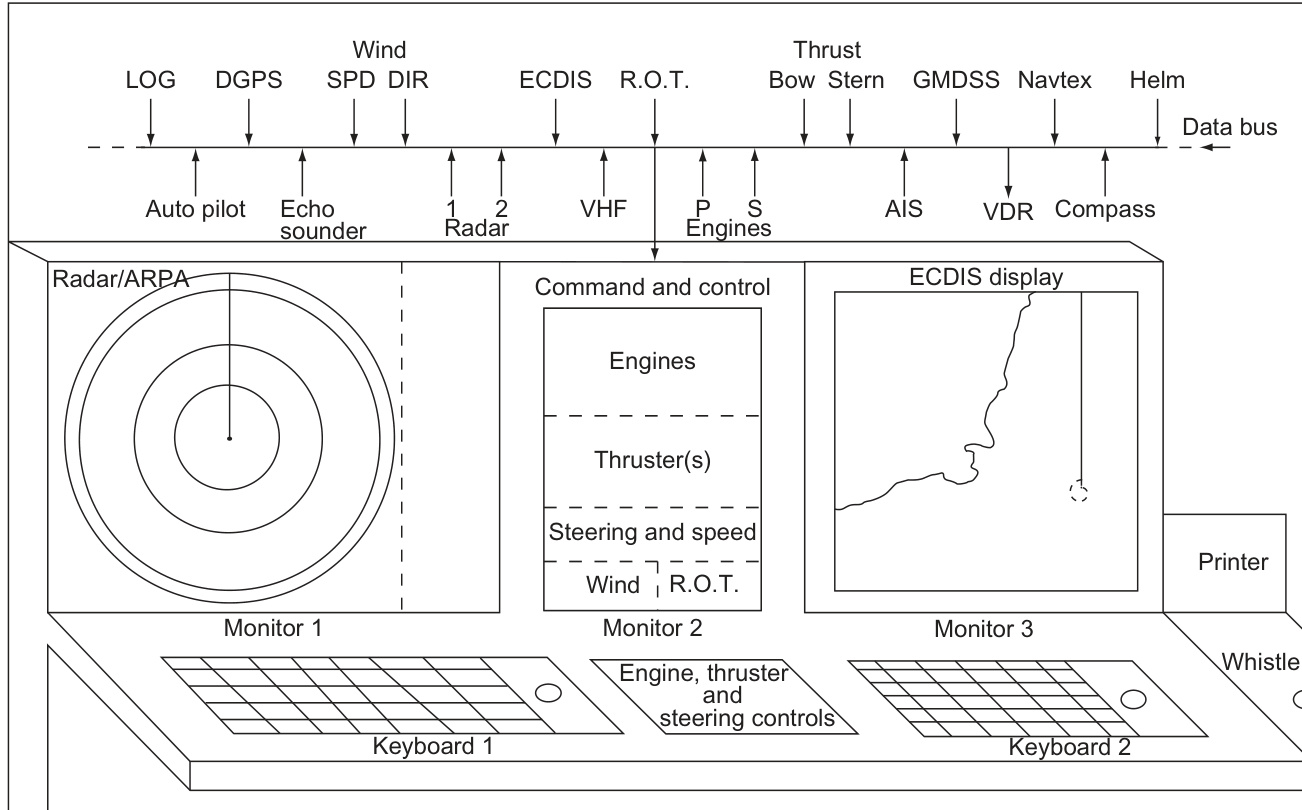 Wind
Thrust
LOG DGPS SPD DIR ECDIS R.O.T. Bow Stern GMDSS Navtex Helm
Data bus
Auto pilot Echo sounder 1 2 Radar VHF P S Engines AIS VDR Compass
Radar/ARPA
Command and control
Engines
Thruster(s)
Steering and speed
Wind R.O.T.
ECDIS display
Printer
Monitor 1 Monitor 2 Monitor 3
Whistle
Engine, thruster
and
steering controls
Keyboard 1
Keyboard 2